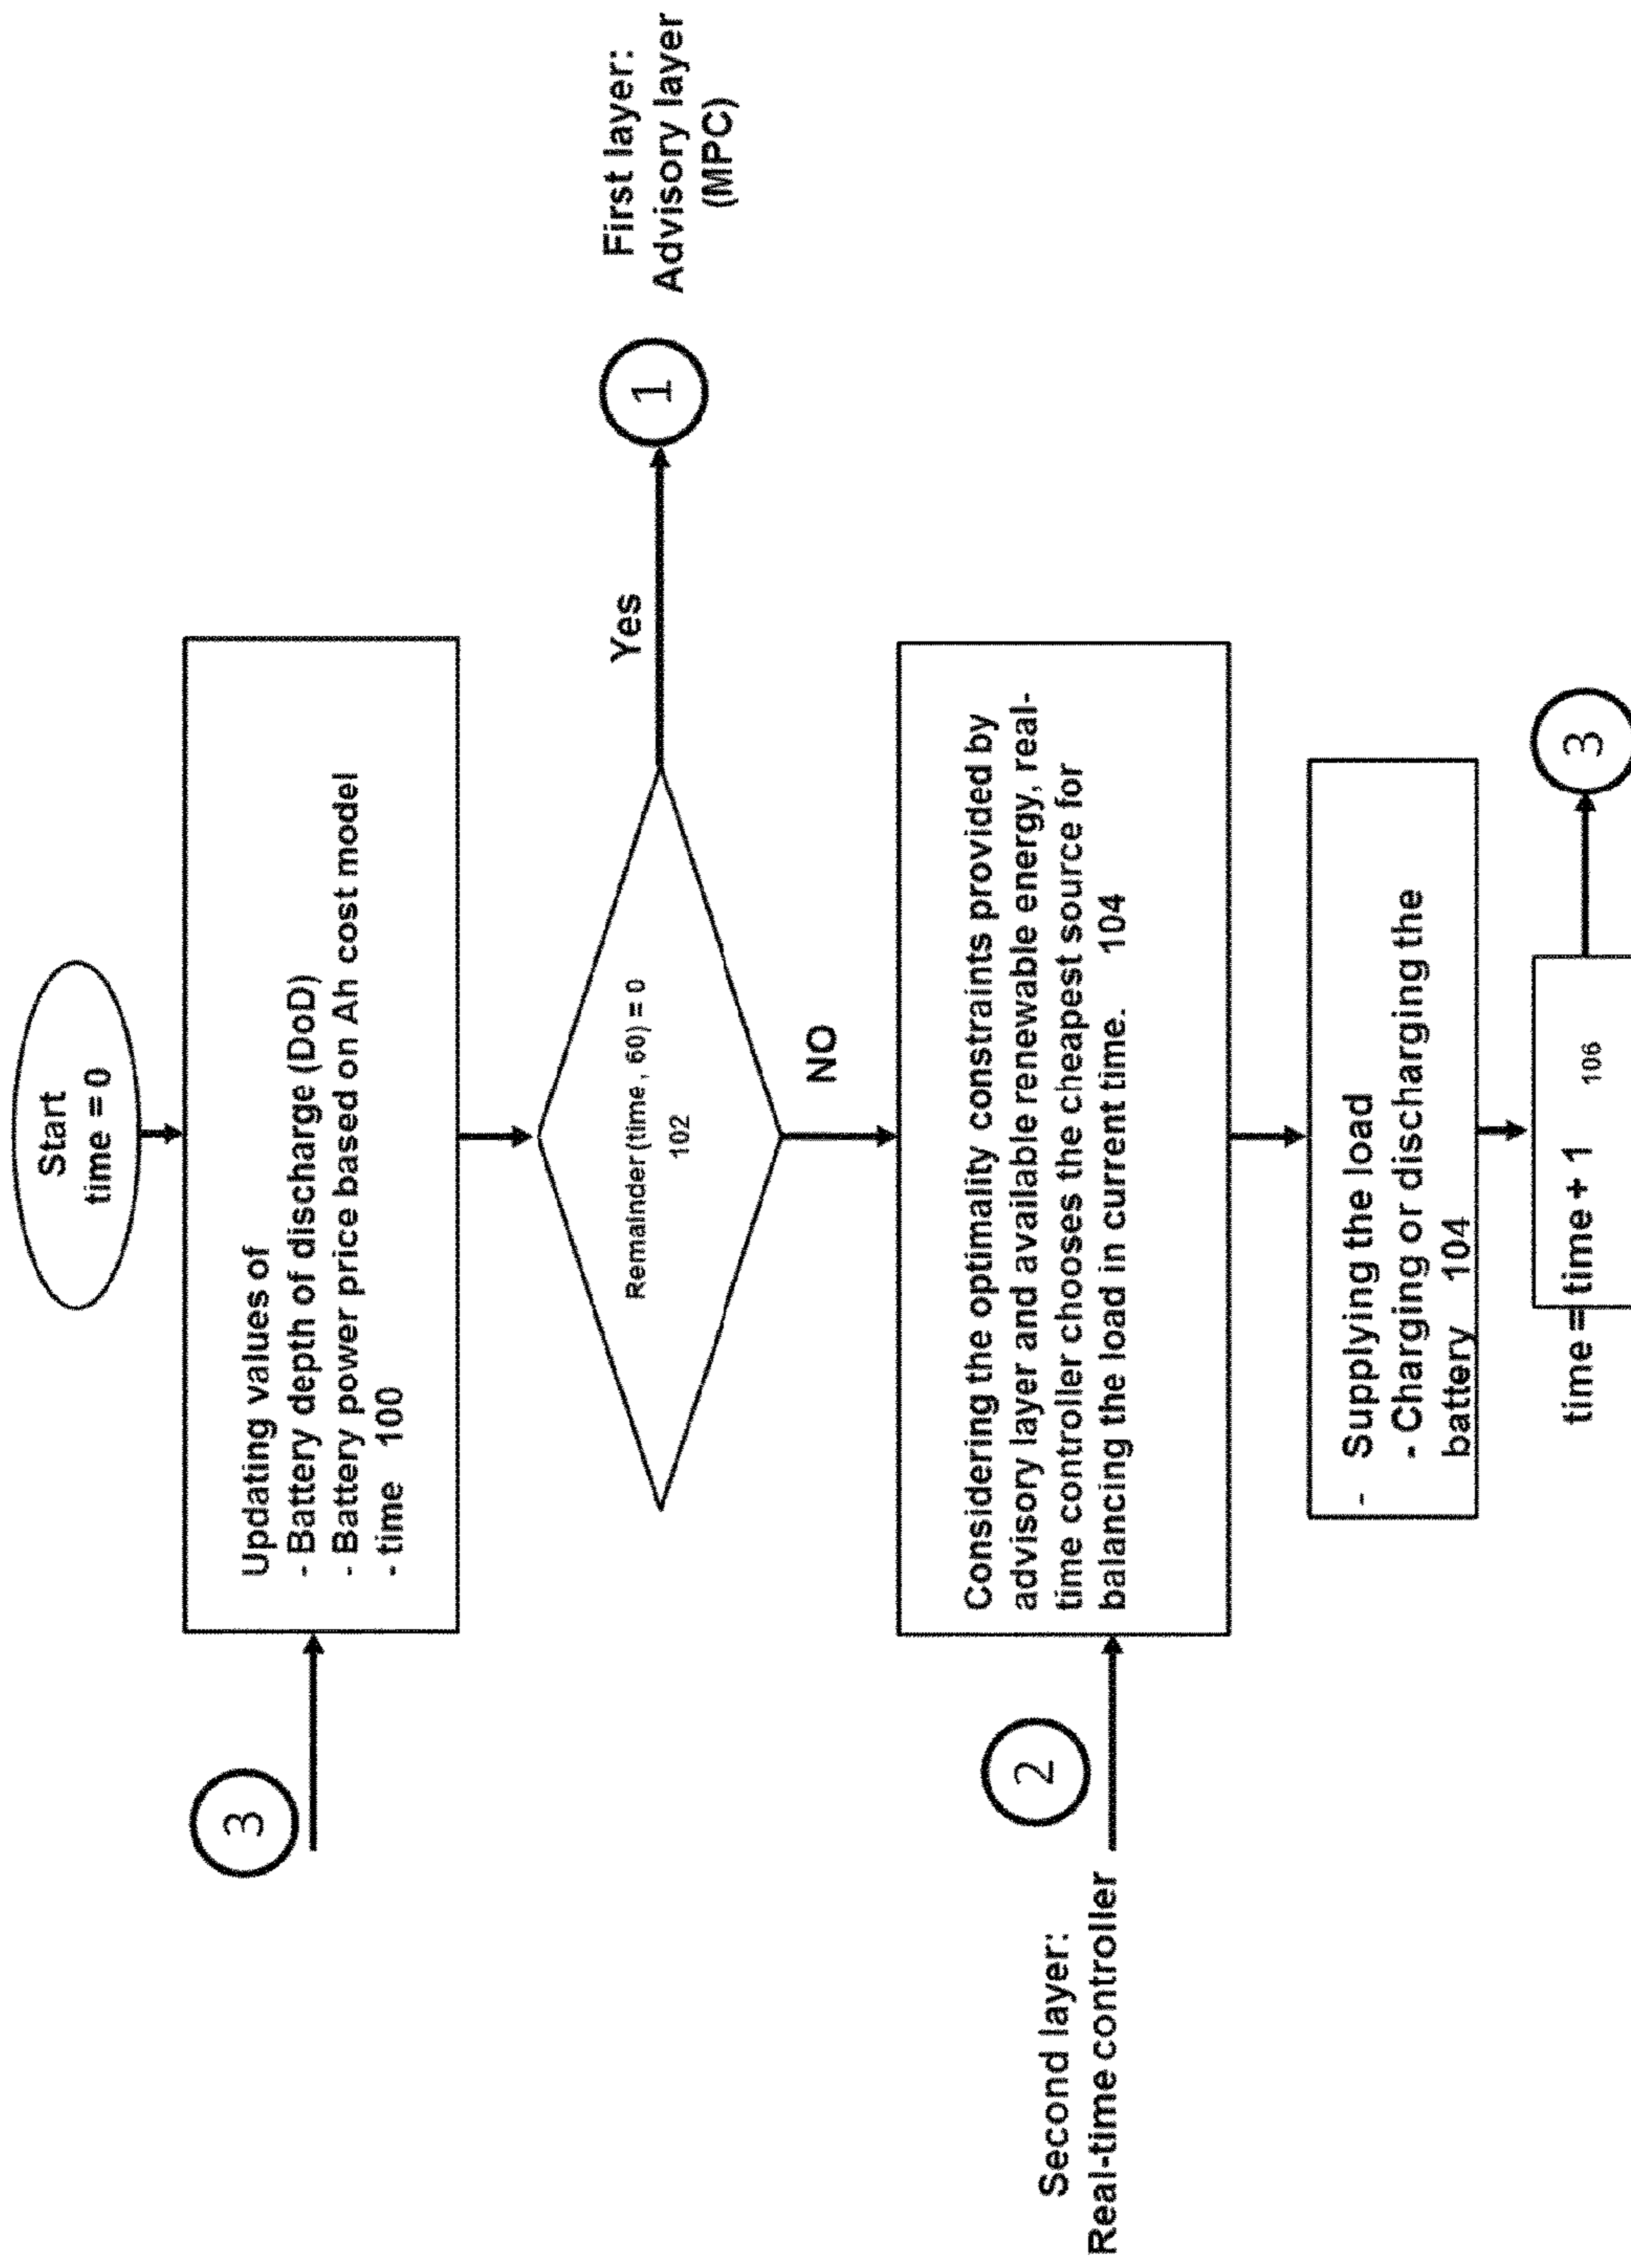 Start
time = 0
3
Updating values of
- Battery depth of discharge (DoD)
- Battery power price based on Ah cost model
- time 100
Remainder (time , 60) = 0
102
Yes
1
First layer:
Advisory layer
(MPC)
NO
Second layer:
Real-time controller
2
Considering the optimality constraints provided by
advisory layer and available renewable energy, real-
time controller chooses the cheapest source for
balancing the load in current time. 104
- Supplying the load
- Charging or discharging the
battery 104
time = time + 1 106
3